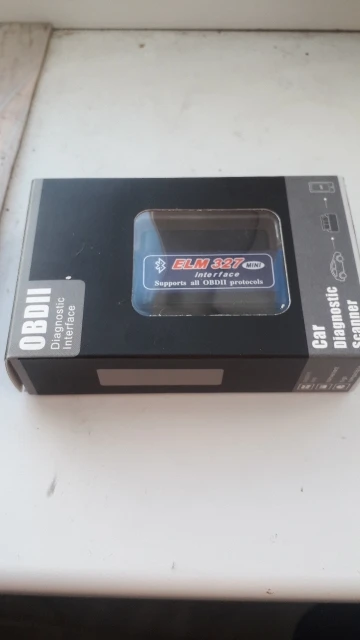 OBDII
Diagnostic
Interface
ELM 327 MINI
Interface
Supports all OBDII protocols
Car
Diagnostic
Scanner